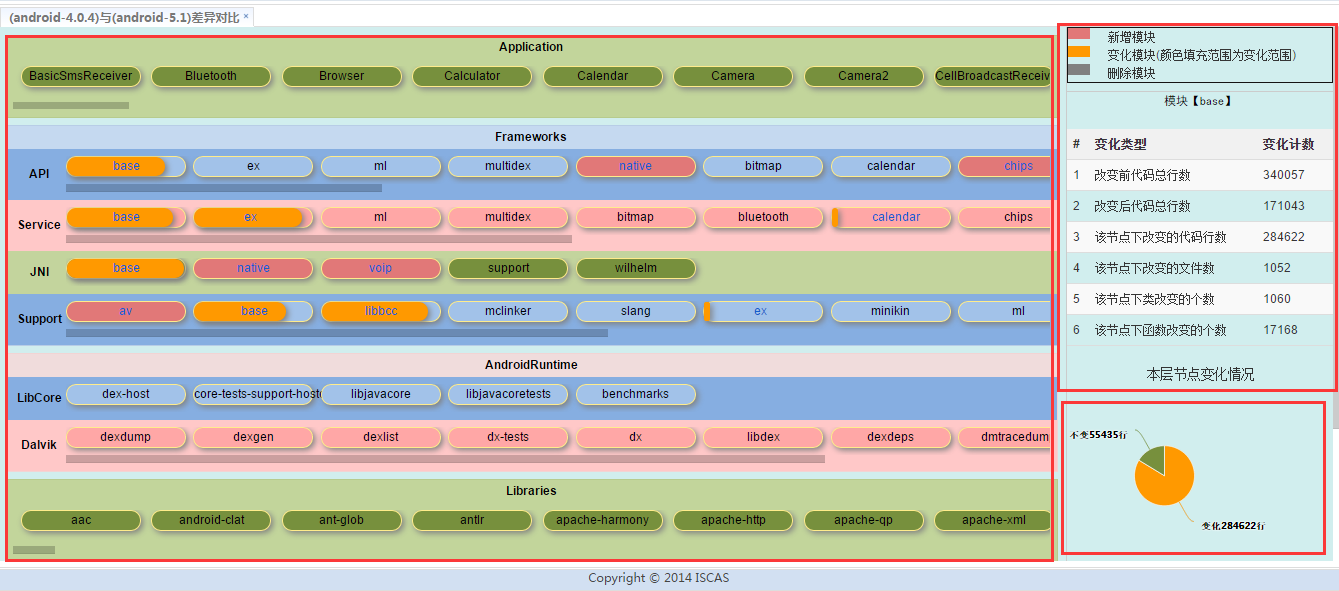 (android-4.0.4)与(android-5.1)差异对比 ×
Application
BasicSmsReceiver Bluetooth Browser Calculator Calendar Camera Camera2 CellBroadcastReceiv
Frameworks
API base ex ml multidex native bitmap calendar chips
Service base ex ml multidex bitmap bluetooth calendar chips
JNI base native voip support wilhelm
Support av base libbcc mclinker slang ex minikin ml
AndroidRuntime
LibCore dex-host core-tests-support-host libjavacore libjavacoretests benchmarks
Dalvik dexdump dexgen dexlist dx-tests dx libdex dexdeps dmtracedum
Libraries
aac android-clat ant-glob antlr apache-harmony apache-http apache-qp apache-xml
新增模块
变化模块(颜色填充范围为变化范围)
删除模块
模块【base】
# 变化类型 变化计数
1 改变前代码总行数 340057
2 改变后代码总行数 171043
3 该节点下改变的代码行数 284622
4 该节点下改变的文件数 1052
5 该节点下类改变的个数 1060
6 该节点下函数改变的个数 17168
本层节点变化情况
不变55435行
变化284622行
Copyright © 2014 ISCAS